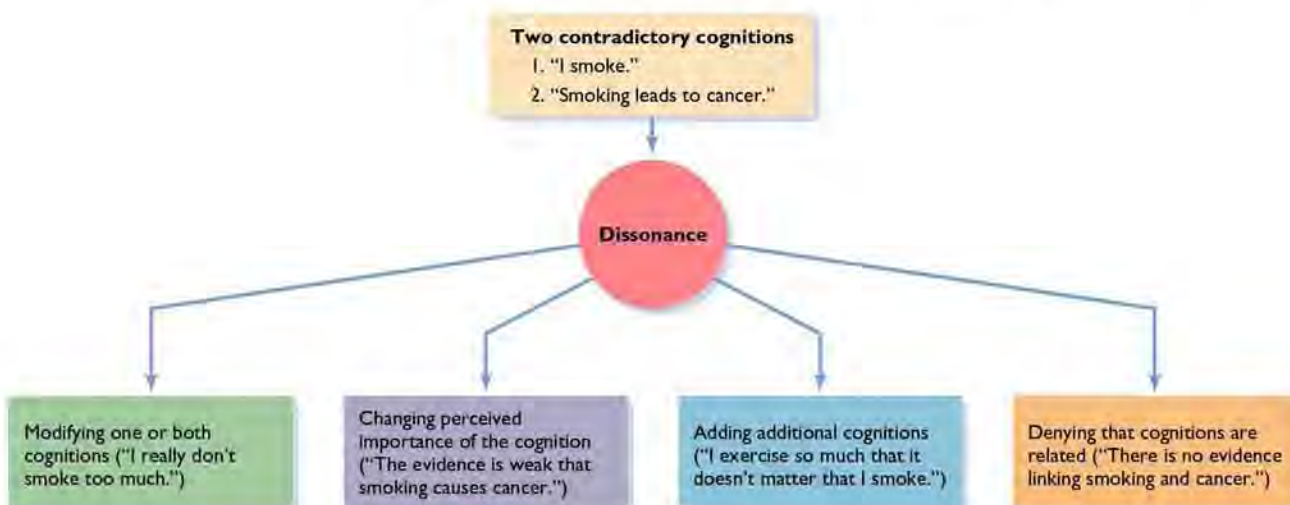 Two contradictory cognitions
1. “I smoke.”
2. “Smoking leads to cancer.”
Dissonance
Modifying one or both
cognitions (“I really don’t
smoke too much.”)
Changing perceived
importance of the cognition
(“The evidence is weak that
smoking causes cancer.”)
Adding additional cognitions
(“I exercise so much that it
doesn’t matter that I smoke.”)
Denying that cognitions are
related (“There is no evidence
linking smoking and cancer.”)